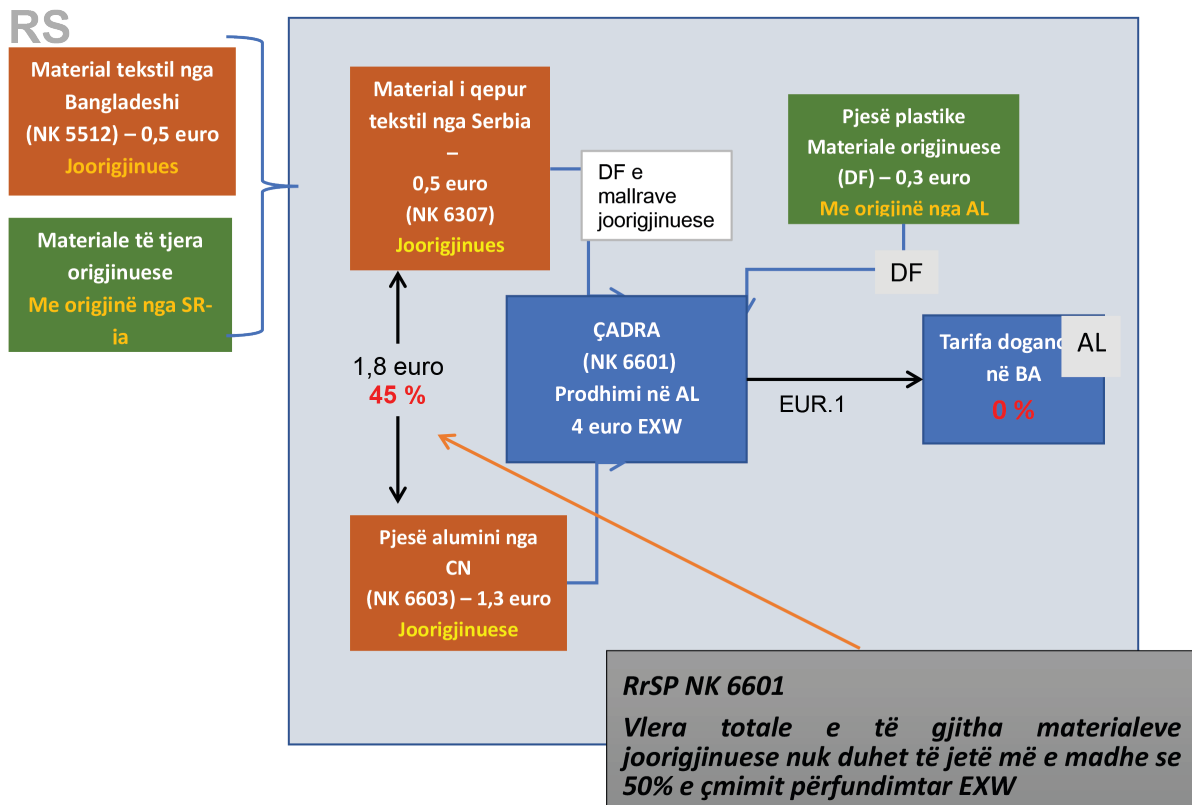 RS
Material tekstil nga
Bangladeshi
(NK 5512) – 0,5 euro
Joorigjinues
Materiale të tjera
origjinuese
Me origjinë nga SR-
ia
Material i qepur
tekstil nga Serbia
–
0,5 euro
(NK 6307)
Joorigjinues
DF e
mallrave
joorigjinuese
Pjesë plastike
Materiale origjinuese
(DF) – 0,3 euro
Me origjinë nga AL
DF
1,8 euro
45 %
ÇADRA
(NK 6601)
Prodhimi në AL
4 euro EXW
EUR.1
Tarifa
në BA
0 %
AL
Pjesë alumini nga
CN
(NK 6603) – 1,3 euro
Joorigjinuese
RrSP NK 6601
Vlera totale e të gjitha materialeve
joorigjinuese nuk duhet të jetë më e madhe se
50% e çmimit përfundimtar EXW